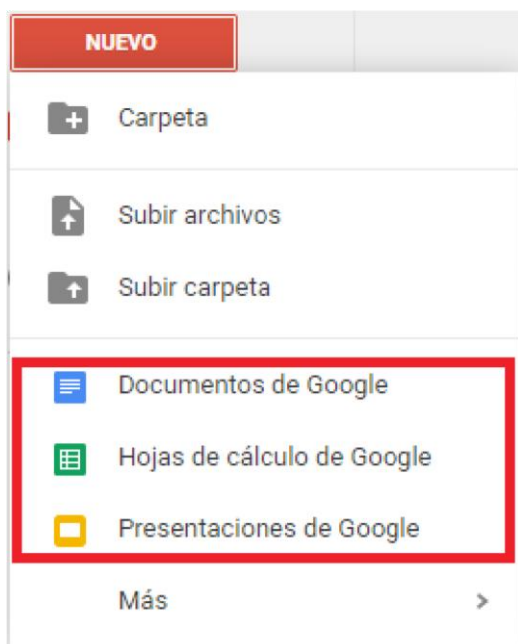 NUEVO
Carpeta
Subir archivos
Subir carpeta
Documentos de Google
Hojas de cálculo de Google
Presentaciones de Google
Más